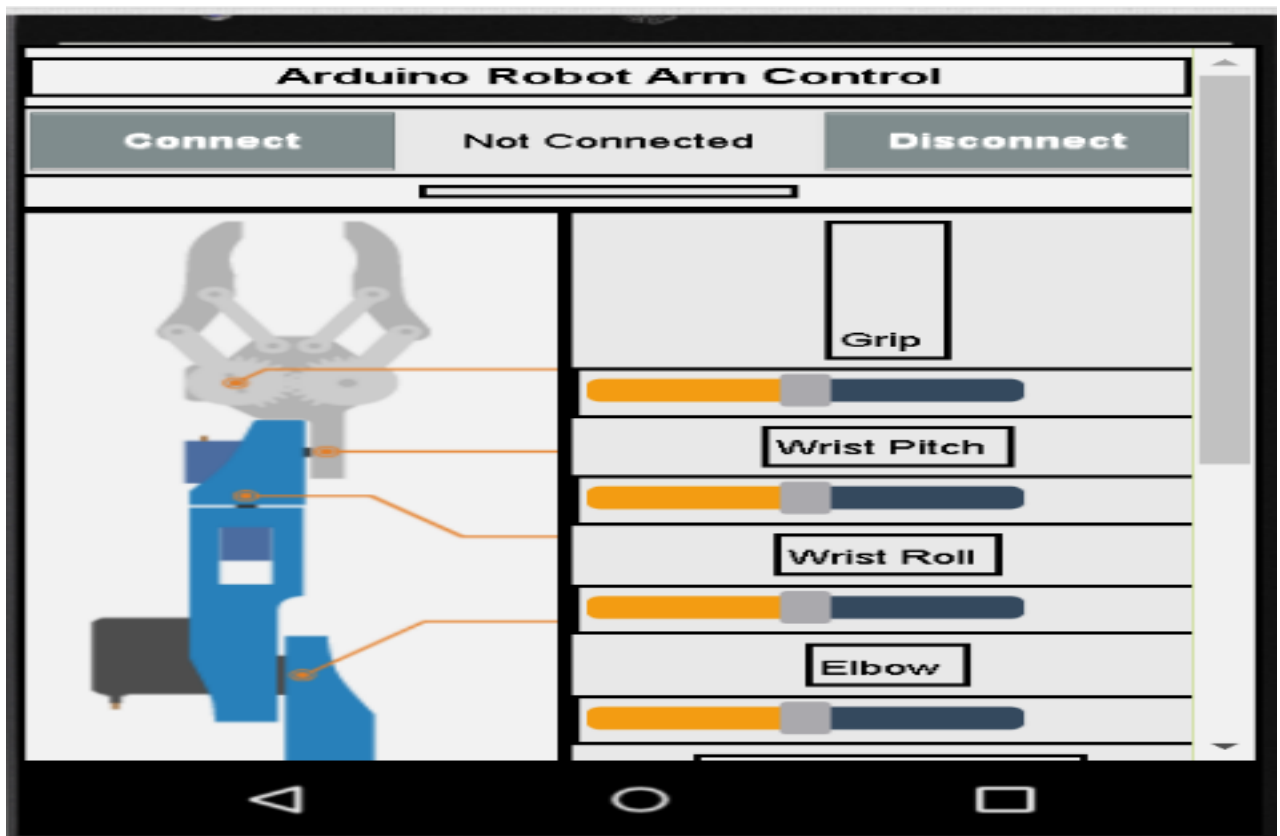 Arduino Robot Arm Control
Connect Not Connected Disconnect
Grip
Wrist Pitch
Wrist Roll
Elbow